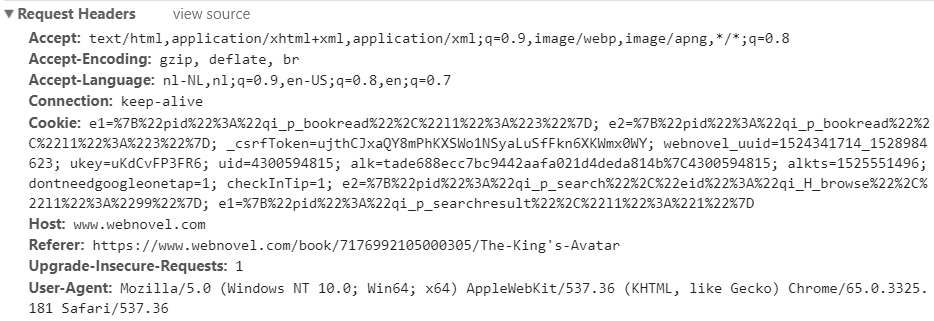 ▼ Request Headers view source
Accept: text/html,application/xhtml+xml,application/xml;q=0.9,image/webp,image/apng,*/*;q=0.8
Accept-Encoding: gzip, deflate, br
Accept-Language: nl-NL,nl;q=0.9,en-US;q=0.8,en;q=0.7
Connection: keep-alive
Cookie: e1=%7B%22pid%22%3A%22qi_p_bookread%22%2C%22l1%22%3A%223%22%7D; e2=%7B%22pid%22%3A%22qi_p_bookread%22%2
C%22l1%22%3A%223%22%7D; _csrfToken=ujthCJxaQY8mPhKXSWo1NSyaLuSfFkn6XKWmx0WY; webnovel_uuid=1524341714_1528984
623; ukey=uKdCvFP3FR6; uid=4300594815; alk=tade688ecc7bc9442aafa021d4deda814b%7C4300594815; alkts=1525551496;
dontneedgoogleonetap=1; checkInTip=1; e2=%7B%22pid%22%3A%22qi_p_search%22%2C%22eid%22%3A%22qi_H_browse%22%2C%
22l1%22%3A%2299%22%7D; e1=%7B%22pid%22%3A%22qi_p_searchresult%22%2C%22l1%22%3A%221%22%7D
Host: www.webnovel.com
Referer: https://www.webnovel.com/book/7176992105000305/The-King's-Avatar
Upgrade-Insecure-Requests: 1
User-Agent: Mozilla/5.0 (Windows NT 10.0; Win64; x64) AppleWebKit/537.36 (KHTML, like Gecko) Chrome/65.0.3325.
181 Safari/537.36